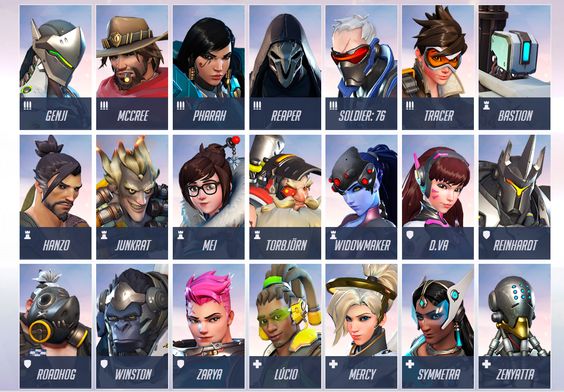 GENJI
MCCREE
PHARAH
REAPER
SOLDIER: 76
TRACER
BASTION
HANZO
JUNKRAT
MEI
TORBJÖRN
WIDOWMAKER
D.VA
REINHARDT
ROADHOG
WINSTON
ZARYA
LÚCIO
MERCY
SYMMETRA
ZENYATTA